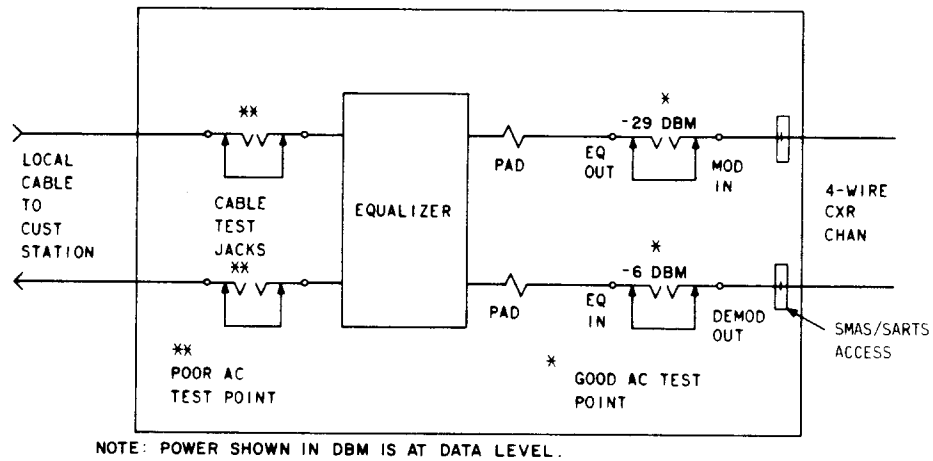 **
*
-29 DBM
LOCAL
CABLE
TO
CUST
STATION
CABLE
TEST
JACKS
**
EQUALIZER
PAD
EQ
OUT
MOD
IN
4-WIRE
CXR
CHAN
*
-6 DBM
PAD
EQ
IN
DEMOD
OUT
SMAS/SARTS
ACCESS
**
POOR AC
TEST POINT
*
GOOD AC TEST
POINT
NOTE: POWER SHOWN IN DBM IS AT DATA LEVEL.